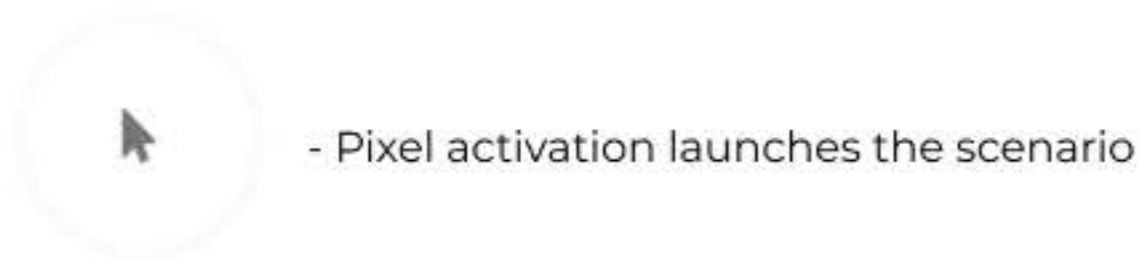 - Pixel activation launches the scenario